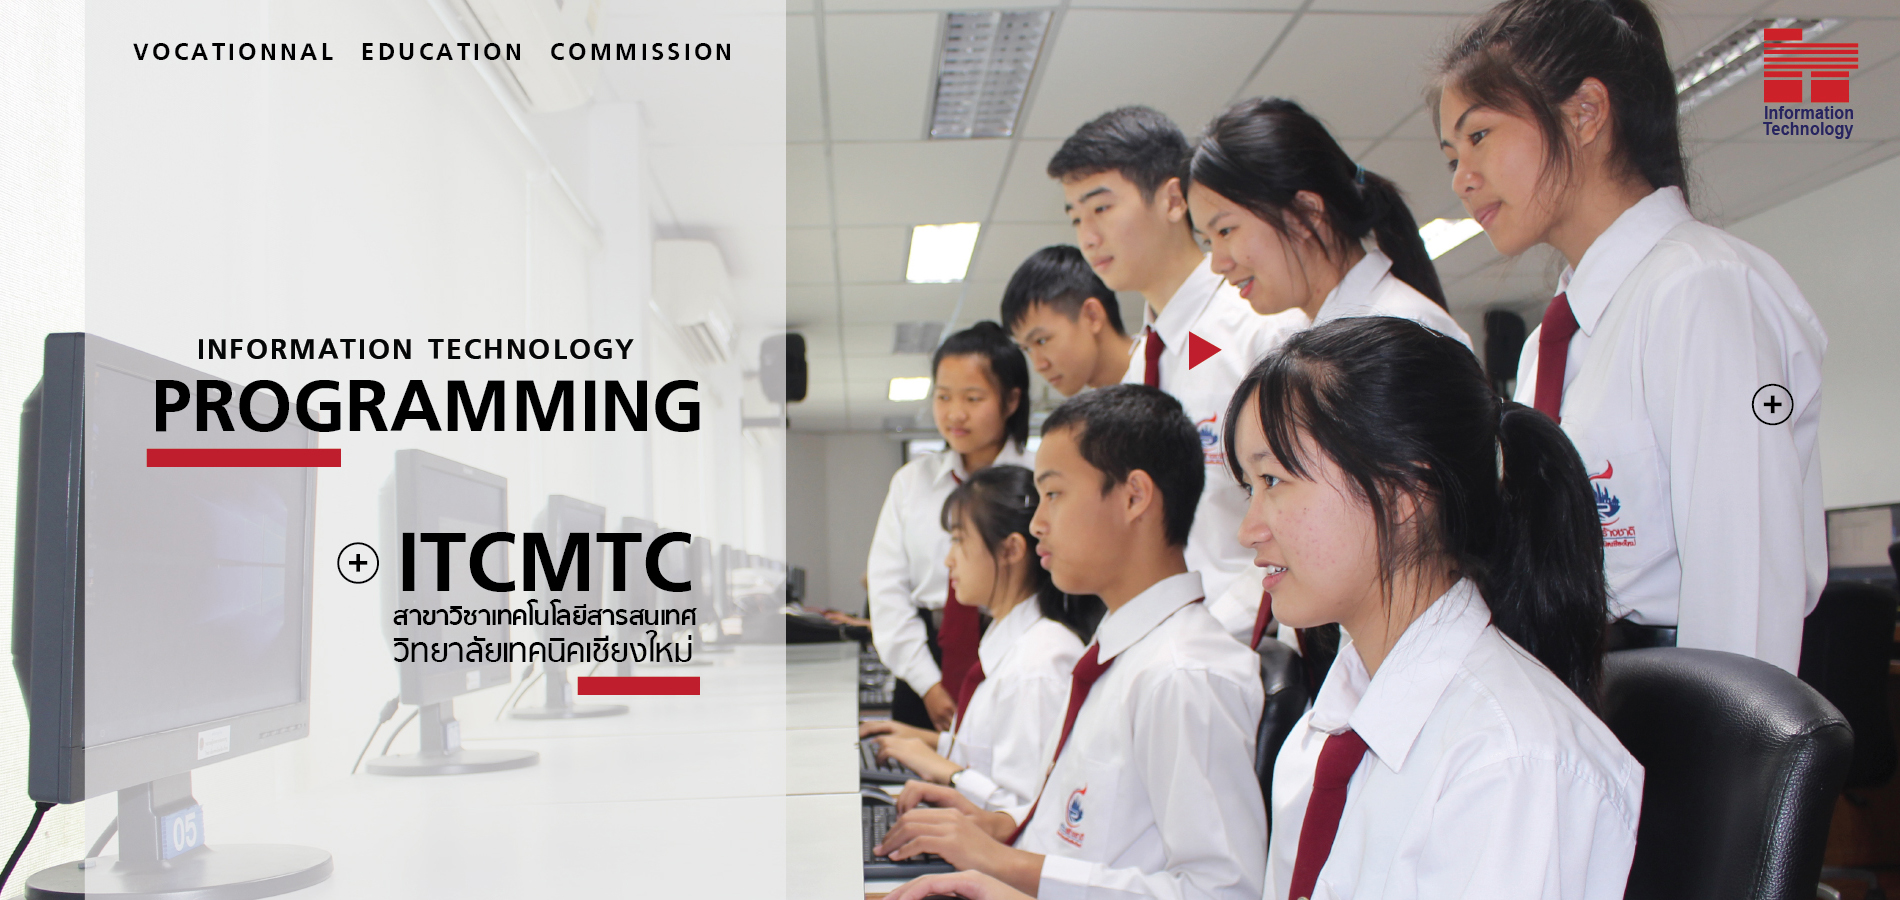 VOCATIONNAL EDUCATION COMMISSION
Information
Technology
INFORMATION TECHNOLOGY
PROGRAMMING
ITCMTC
สาขาวิชาเทคโนโลยีสารสนเทศ
วิทยาลัยเทคนิคเชียงใหม่
05